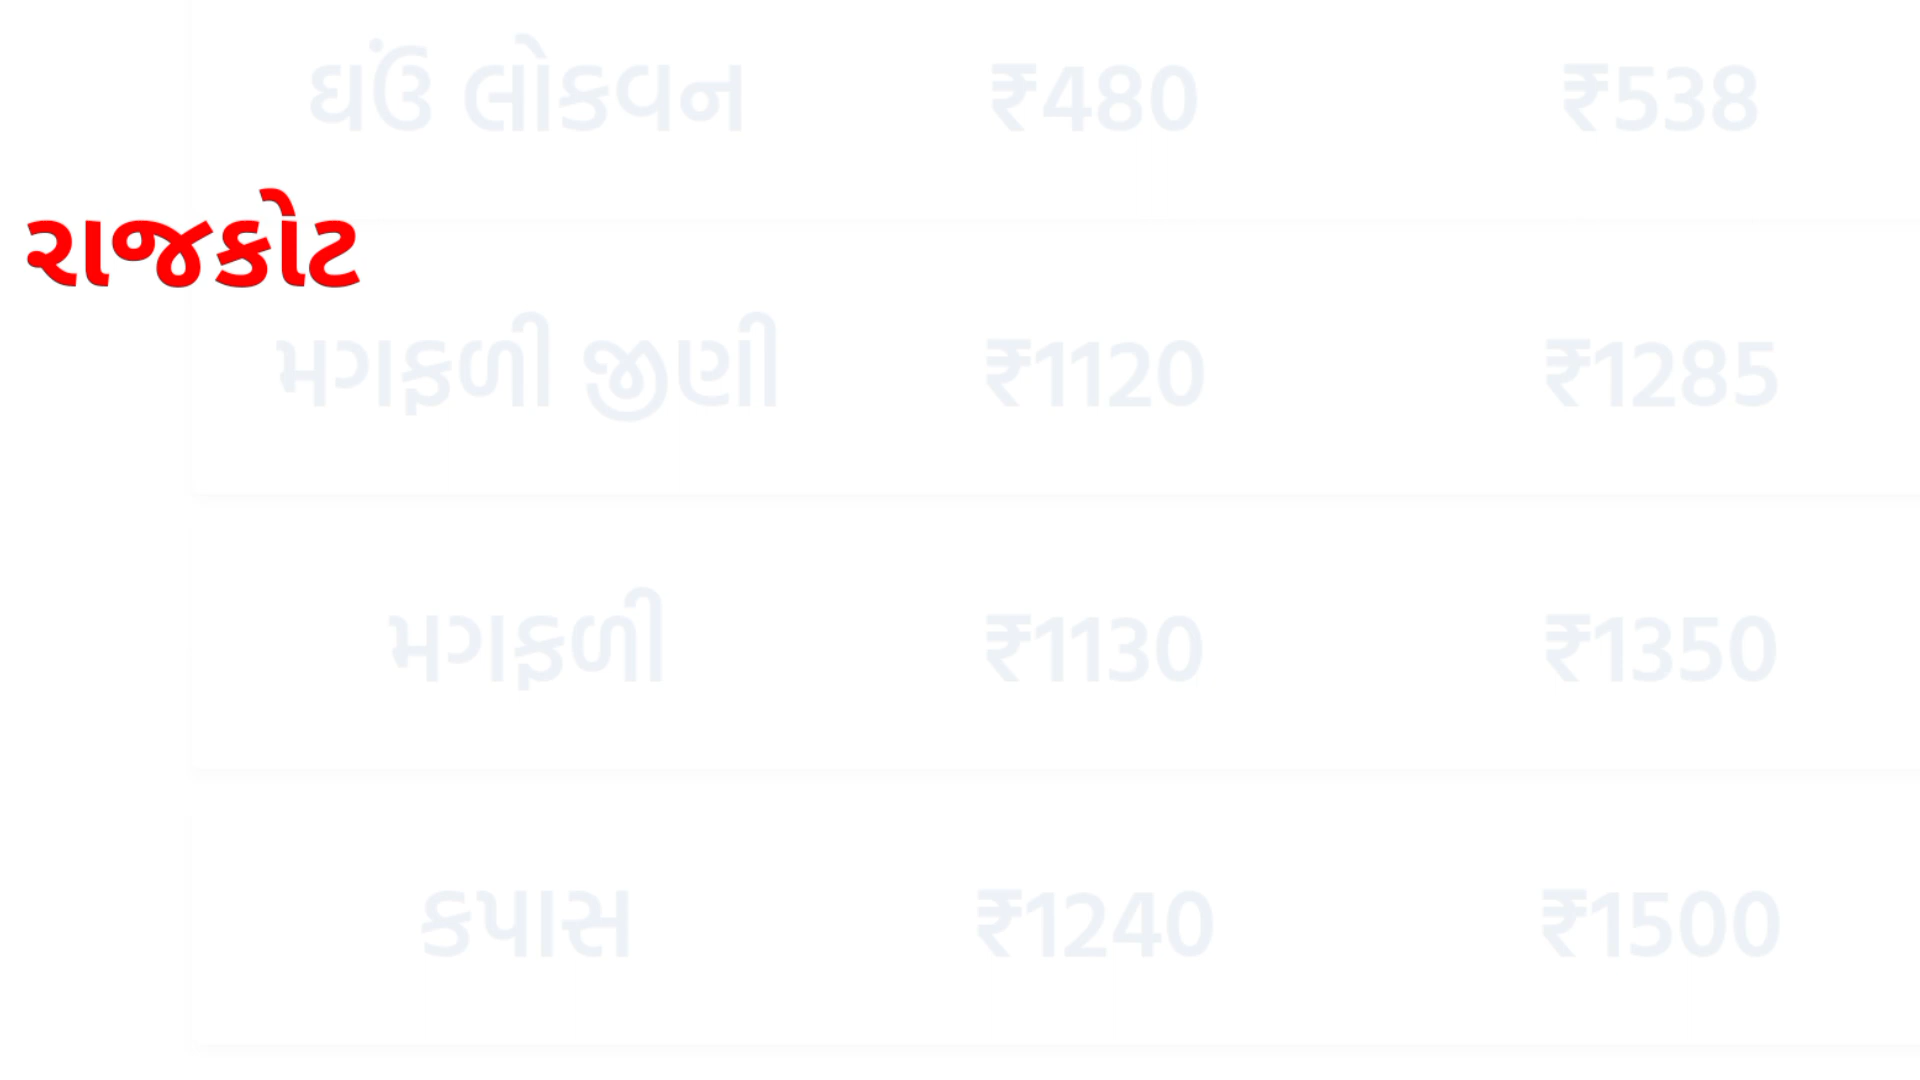 ઘઉં લોકવન ₹480 ₹538
રાજકોટ
મગફળી જીણી ₹1120 ₹1285
મગફળી ₹1130 ₹1350
કપાસ ₹1240 ₹1500